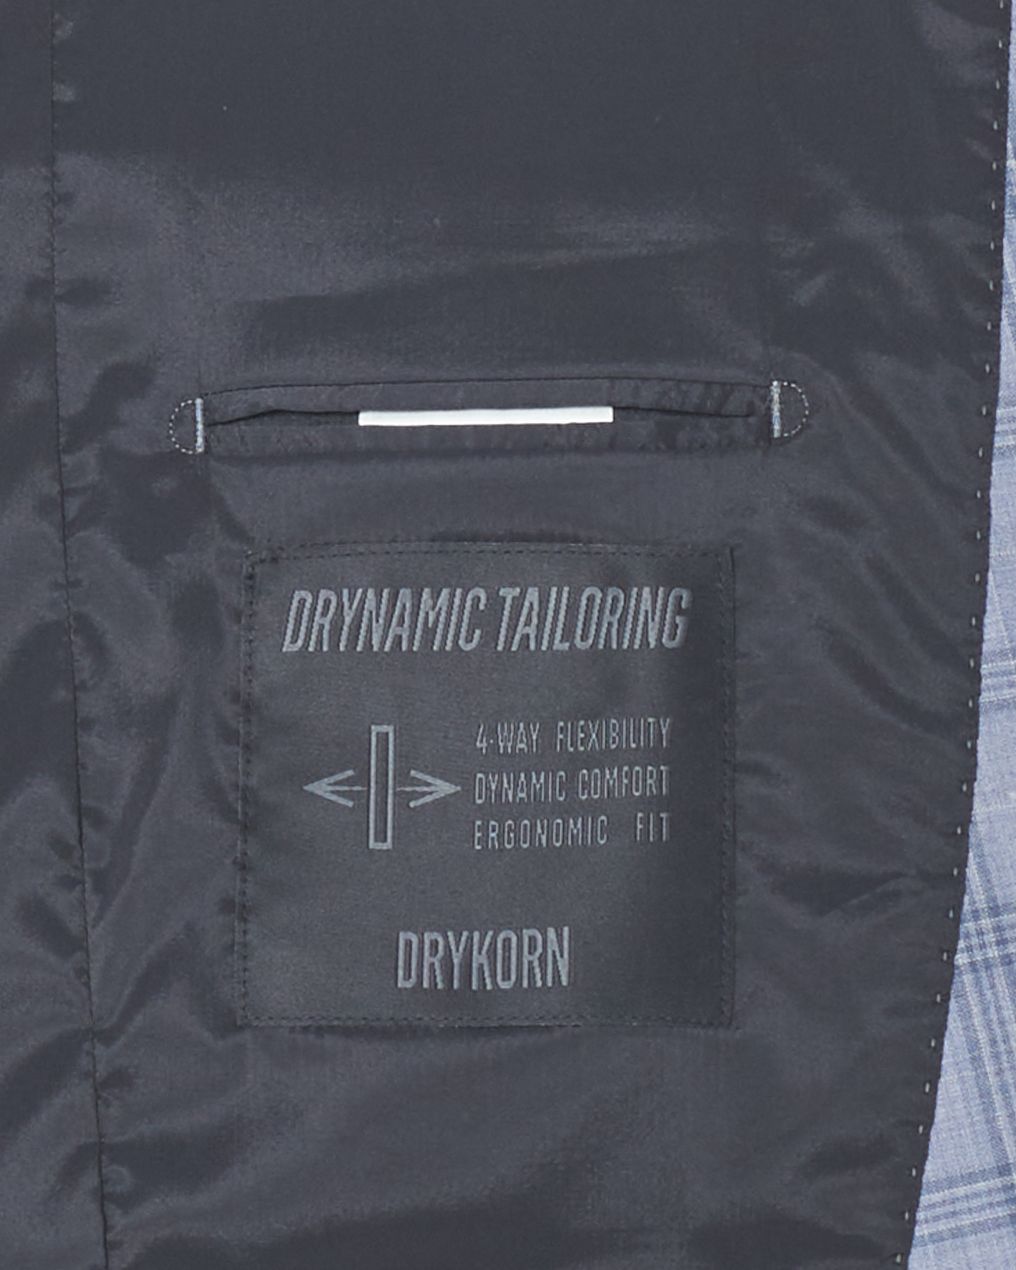 DRYNAMIC TAILORING
4-WAY FLEXIBILITY
DYNAMIC COMFORT
ERGONOMIC FIT
DRYKORN